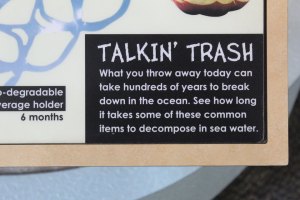 TALKIN' TRASH
What you throw away today can
take hundreds of years to break
down in the ocean. See how long
it takes some of these common
items to decompose in sea water.
o-degradable
verage holder
6 months